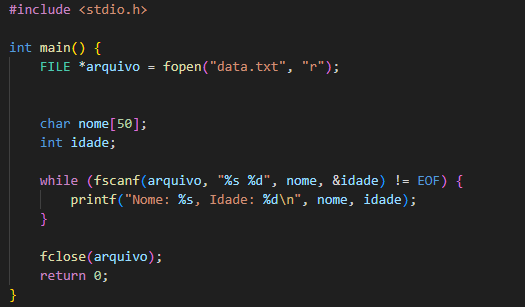 #include <stdio.h>
int main() {
FILE *arquivo = fopen("data.txt", "r");
char nome[50];
int idade;
while (fscanf(arquivo, "%s %d", nome, &idade) != EOF) {
printf("Nome: %s, Idade: %d\n", nome, idade);
}
fclose(arquivo);
return 0;
}